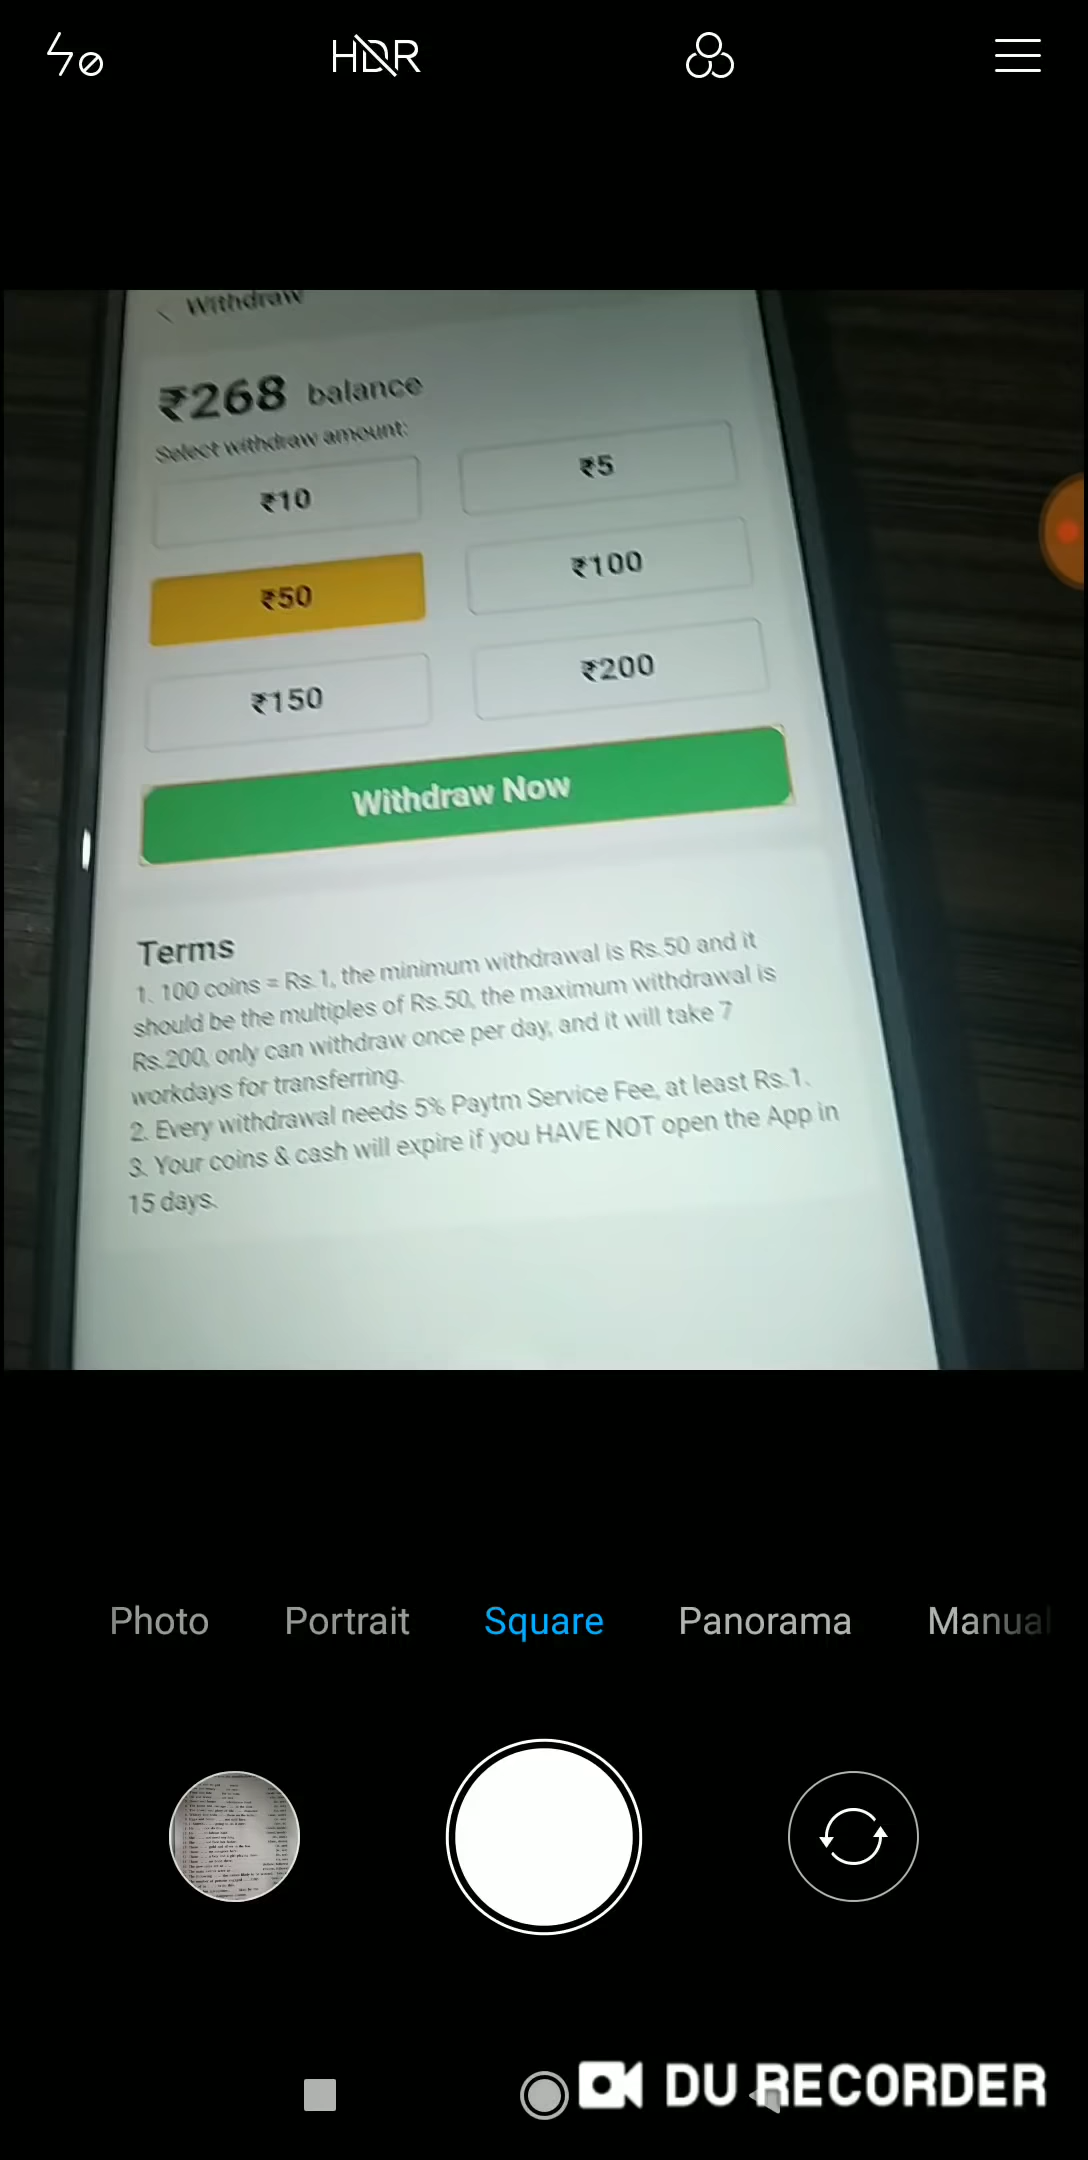 HDR
Withdraw
₹268 balance
Select withdraw amount:
₹10 ₹5
₹50 ₹100
₹150 ₹200
Withdraw Now
Terms
1. 100 coins = Rs.1, the minimum withdrawal is Rs.50 and it
should be the multiples of Rs.50, the maximum withdrawal is
Rs.200, only can withdraw once per day, and it will take 7
workdays for transferring.
2. Every withdrawal needs 5% Paytm Service Fee, at least Rs.1.
3. Your coins & cash will expire if you HAVE NOT open the App in
15 days.
Photo Portrait Square Panorama Manual
DU RECORDER